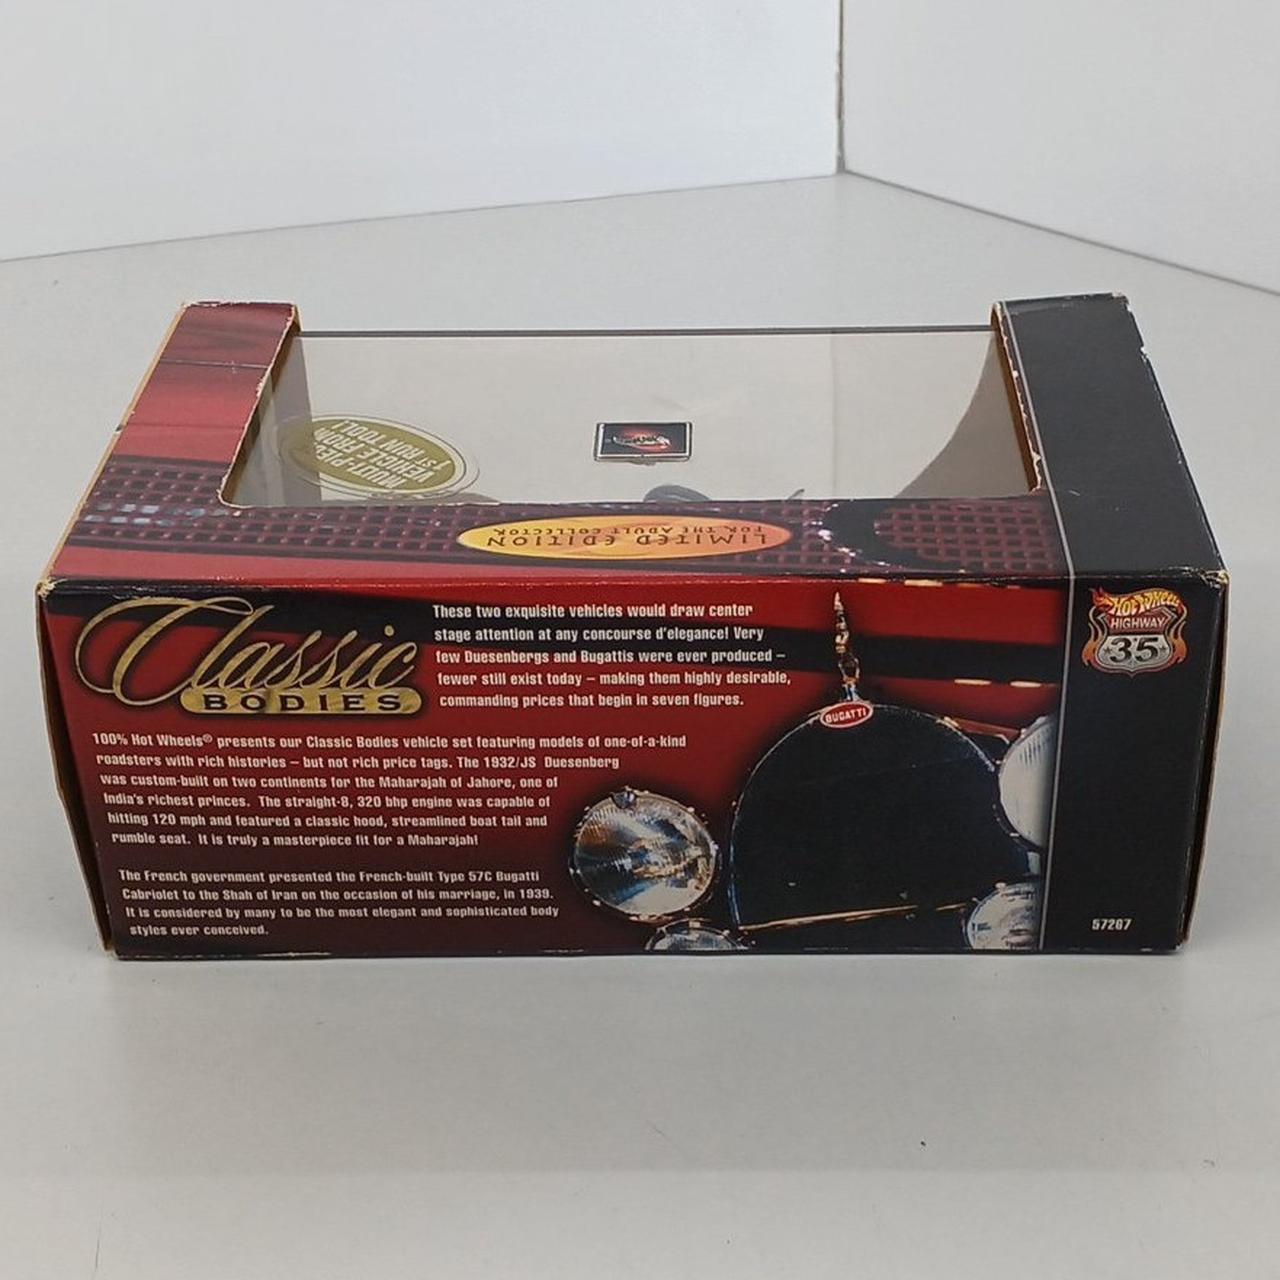 MULTI-PIECE
VEHICLE FROM
1ST RUN TOOL!
LIMITED EDITION
FOR THE ADULT COLLECTOR
Classic
BODIES
These two exquisite vehicles would draw center
stage attention at any concourse d'elegance! Very
few Duesenbergs and Bugattis were ever produced –
fewer still exist today – making them highly desirable,
commanding prices that begin in seven figures.
100% Hot Wheels® presents our Classic Bodies vehicle set featuring models of one-of-a-kind
roadsters with rich histories – but not rich price tags. The 1932/JS Duesenberg
was custom-built on two continents for the Maharajah of Jahore, one of
India's richest princes. The straight-8, 320 bhp engine was capable of
hitting 120 mph and featured a classic hood, streamlined boat tail and
rumble seat. It is truly a masterpiece fit for a Maharajah!
The French government presented the French-built Type 57C Bugatti
Cabriolet to the Shah of Iran on the occasion of his marriage, in 1939.
It is considered by many to be the most elegant and sophisticated body
styles ever conceived.
BUGATTI
HOT WHEELS
HIGHWAY
35
57267